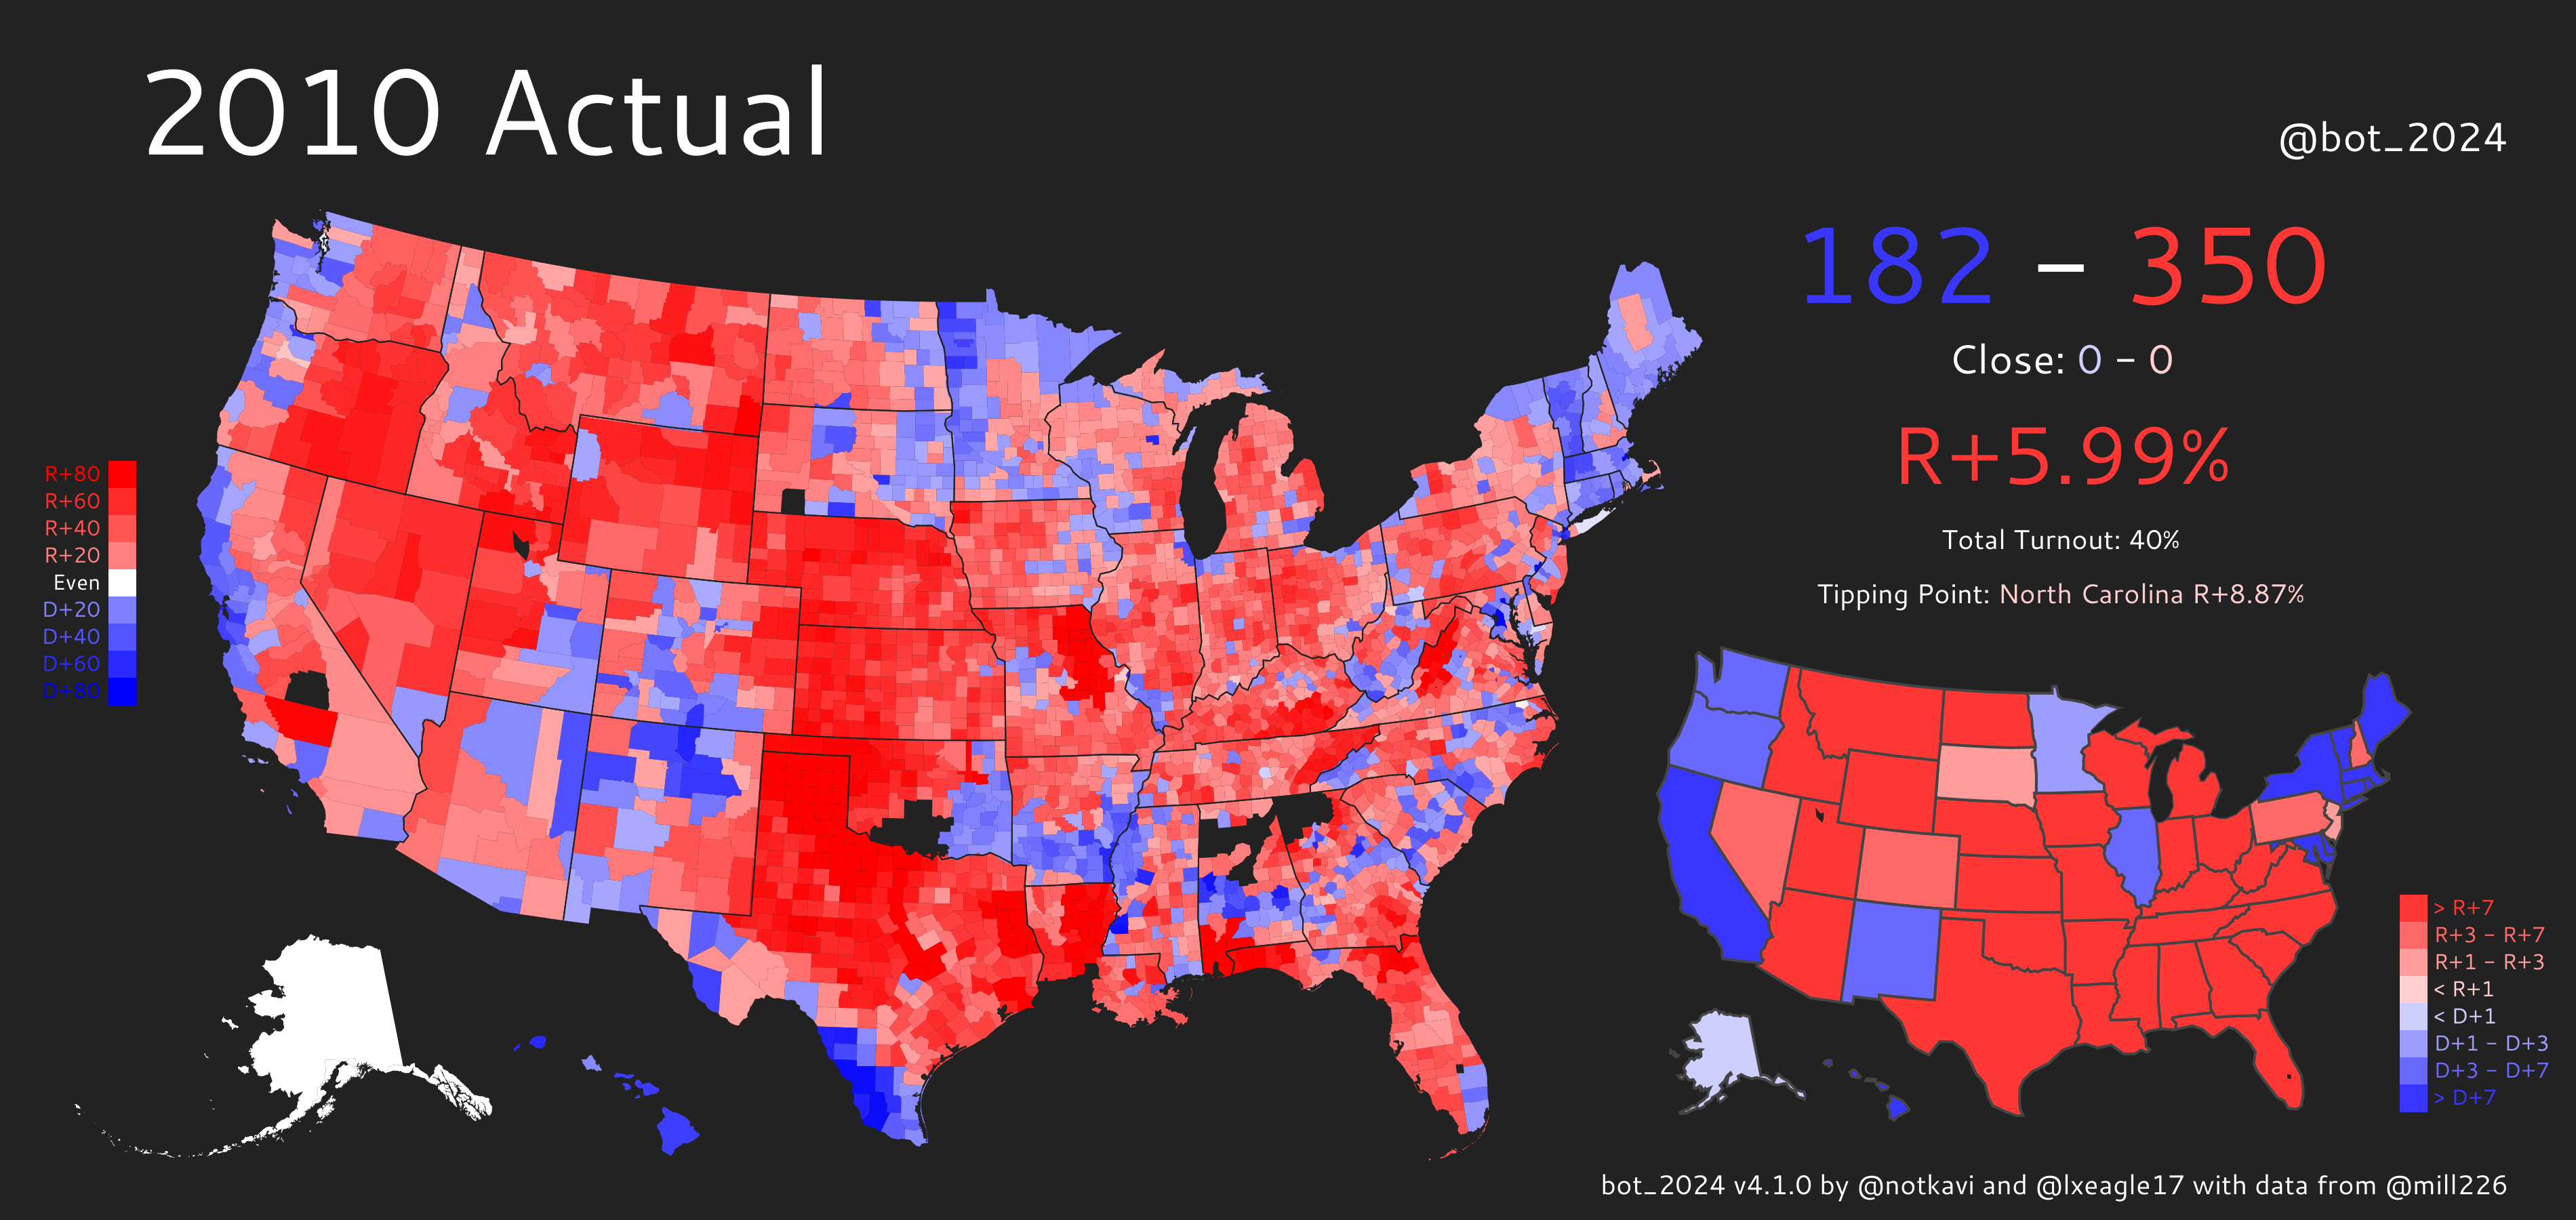 2010 Actual
@bot_2024
182 – 350
Close: 0 – 0
R+5.99%
Total Turnout: 40%
Tipping Point: North Carolina R+8.87%
R+80
R+60
R+40
R+20
Even
D+20
D+40
D+60
D+80
> R+7
R+3 – R+7
R+1 – R+3
< R+1
< D+1
D+1 – D+3
D+3 – D+7
> D+7
bot_2024 v4.1.0 by @notkavi and @lxeagle17 with data from @mill226